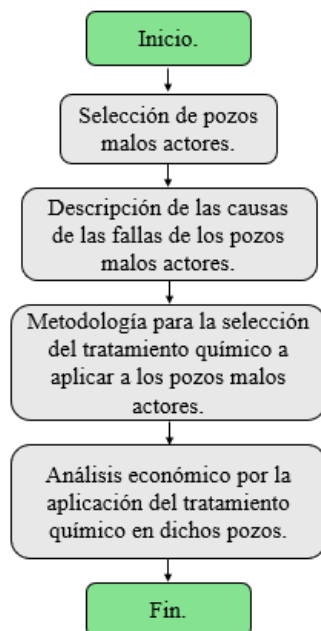 Inicio.
Selección de pozos
malos actores.
Descripción de las causas
de las fallas de los pozos
malos actores.
Metodología para la selección
del tratamiento químico a
aplicar a los pozos malos
actores.
Análisis económico por la
aplicación del tratamiento
químico en dichos pozos.
Fin.